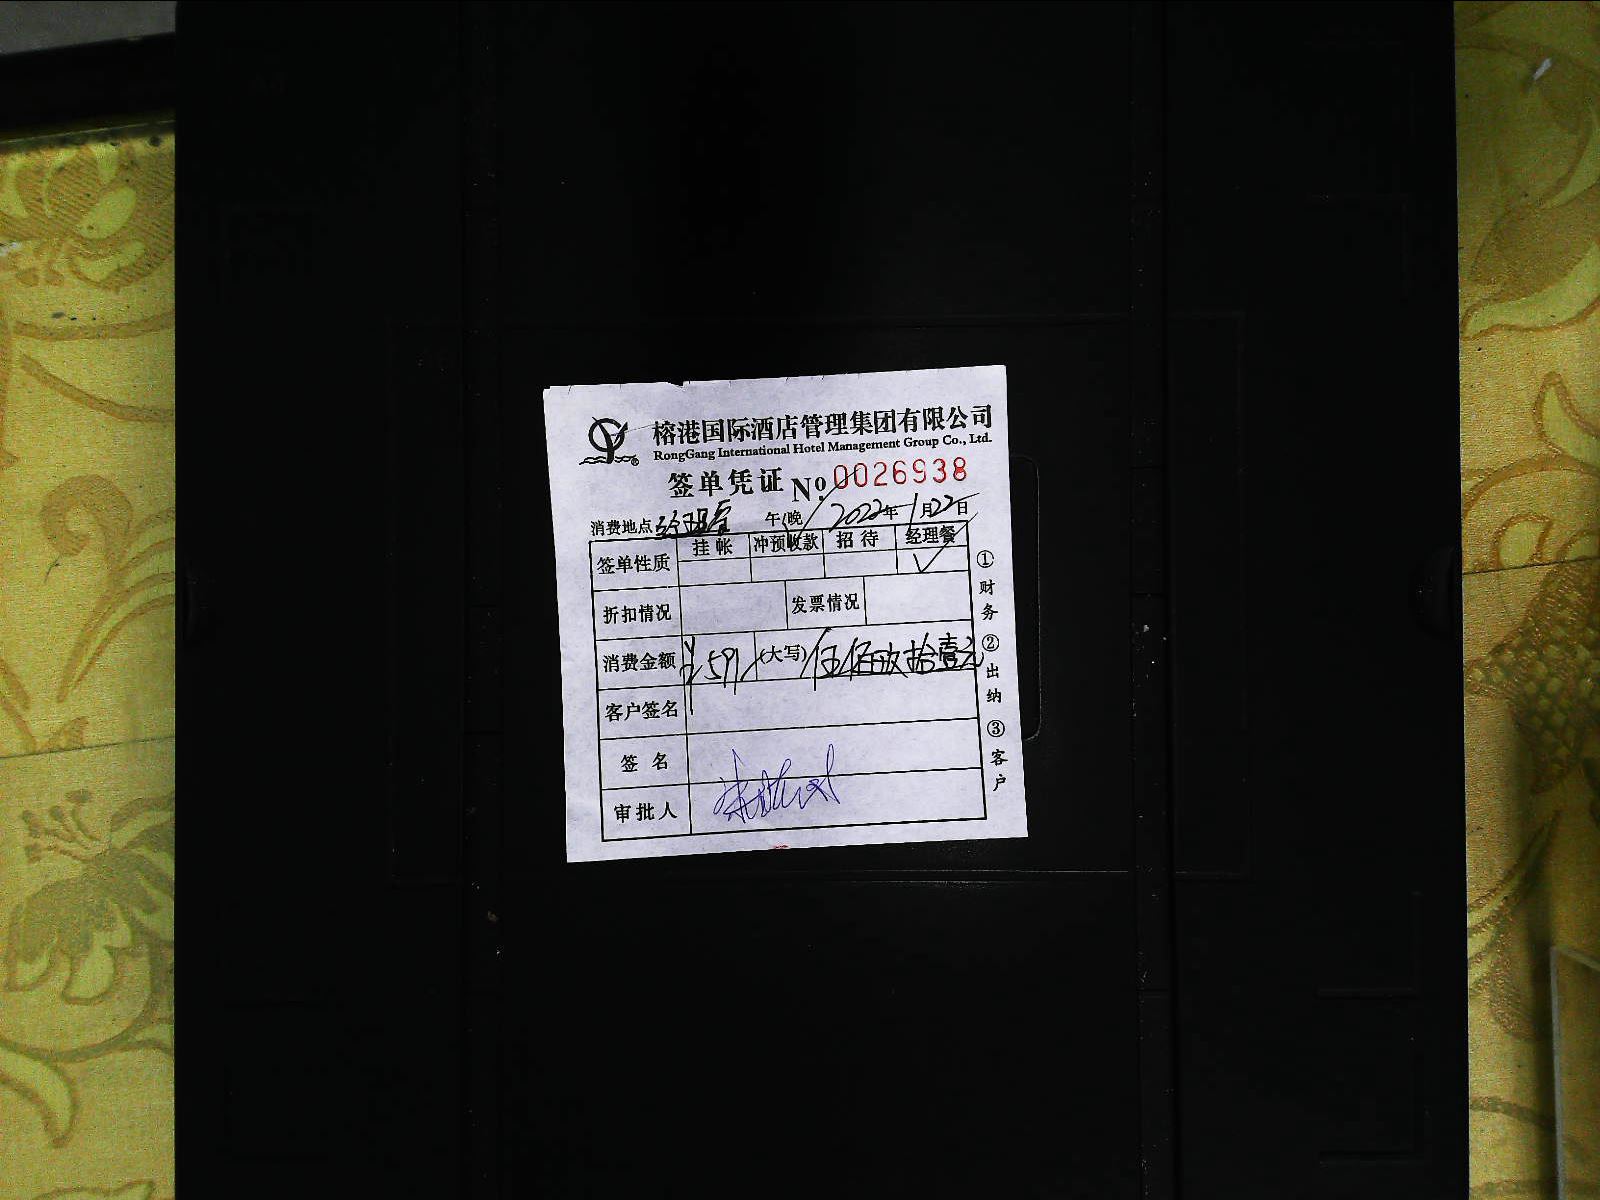 榕港国际酒店管理集团有限公司
RongGang International Hotel Management Group Co., Ltd.
签单凭证 No. 0026938
消费地点 午/晚 2022年1月22日
签单性质 挂帐 冲预收款 招待 经理餐
✓
折扣情况 发票情况
消费金额 ¥591 (大写) 伍佰玖拾壹元
客户签名
签名
审批人
①财务 ②出纳 ③客户